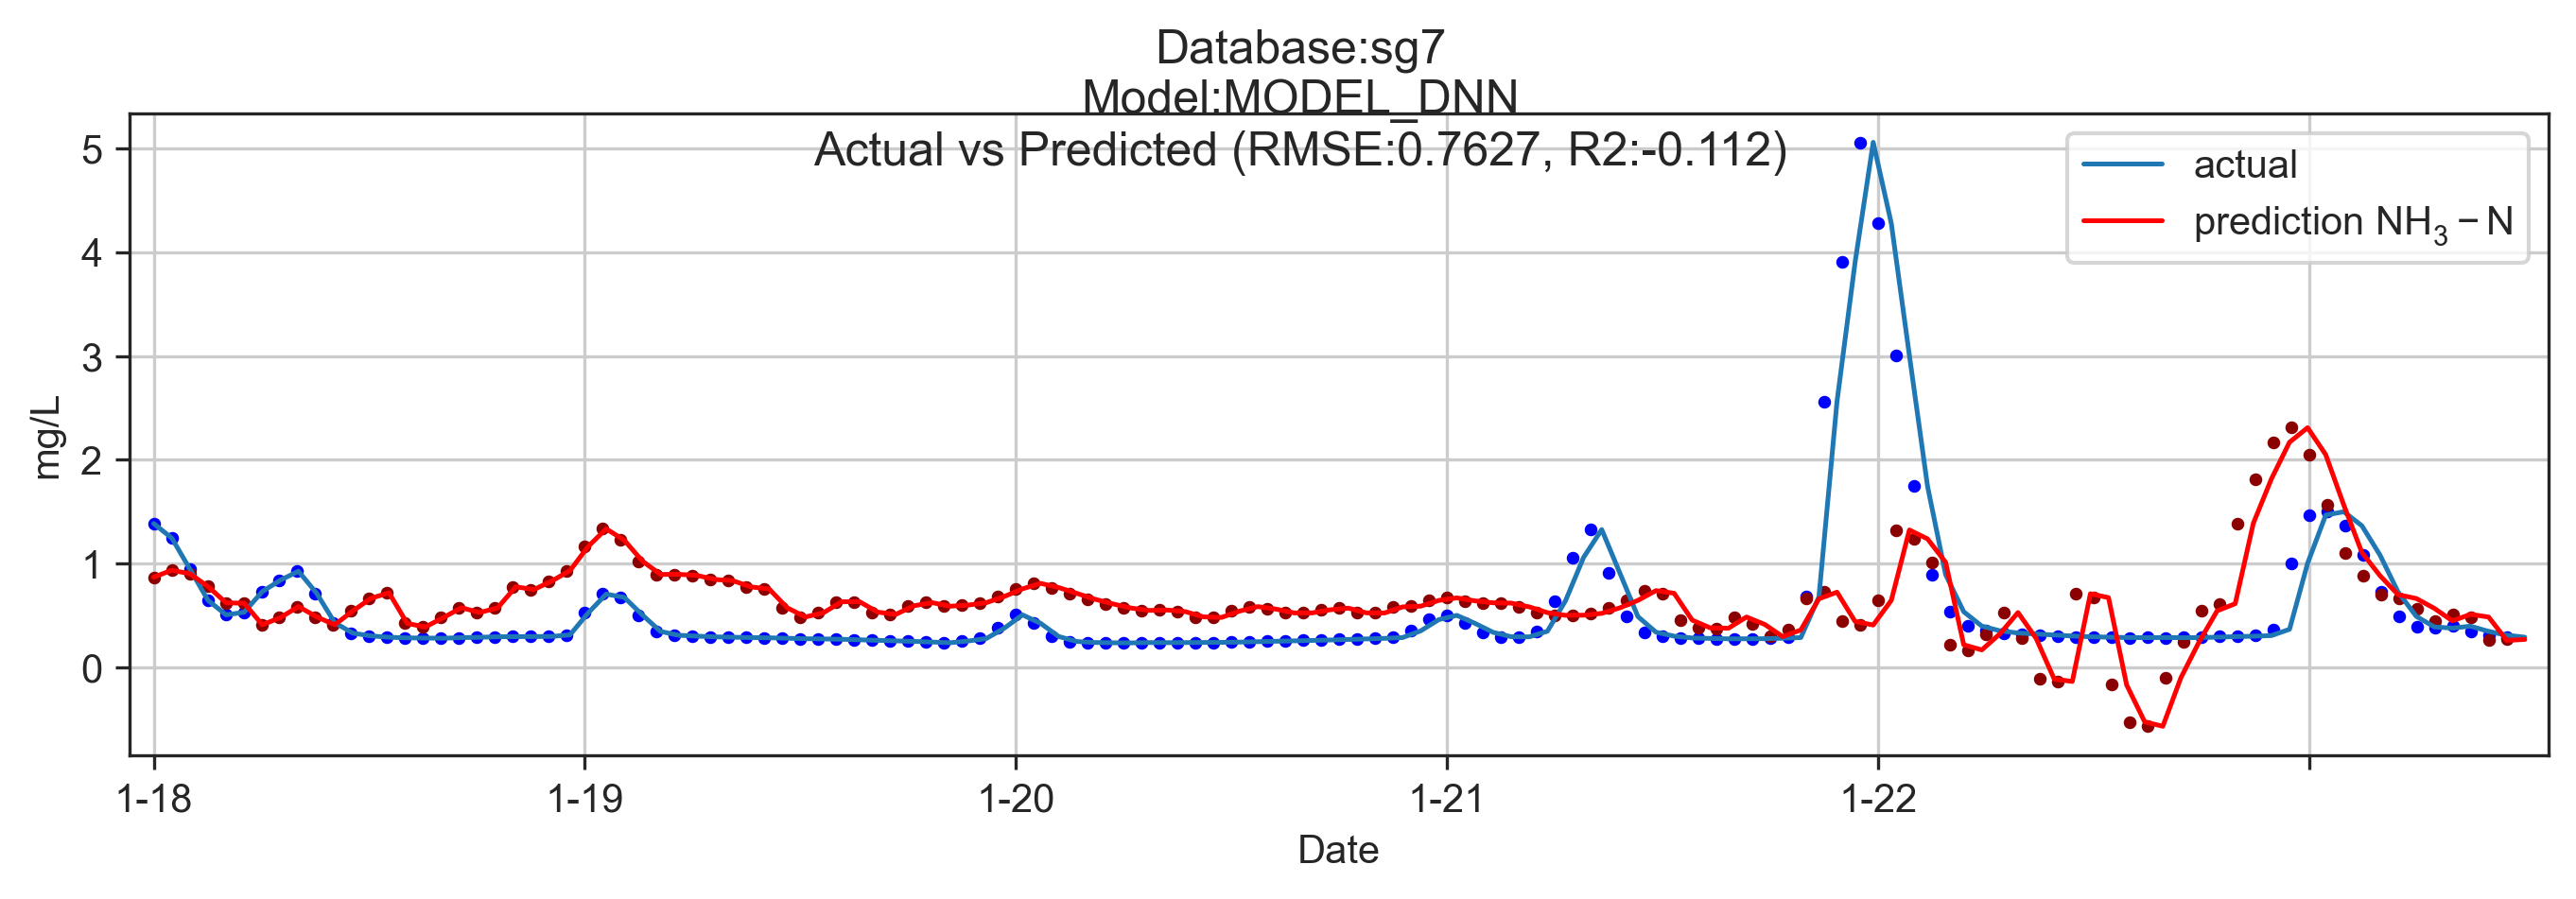 Database:sg7
Model:MODEL_DNN
Actual vs Predicted (RMSE:0.7627, R2:-0.112)
5
4
3
2
1
0
mg/L
actual
prediction NH₃ − N
1-18
1-19
1-20
1-21
1-22
Date